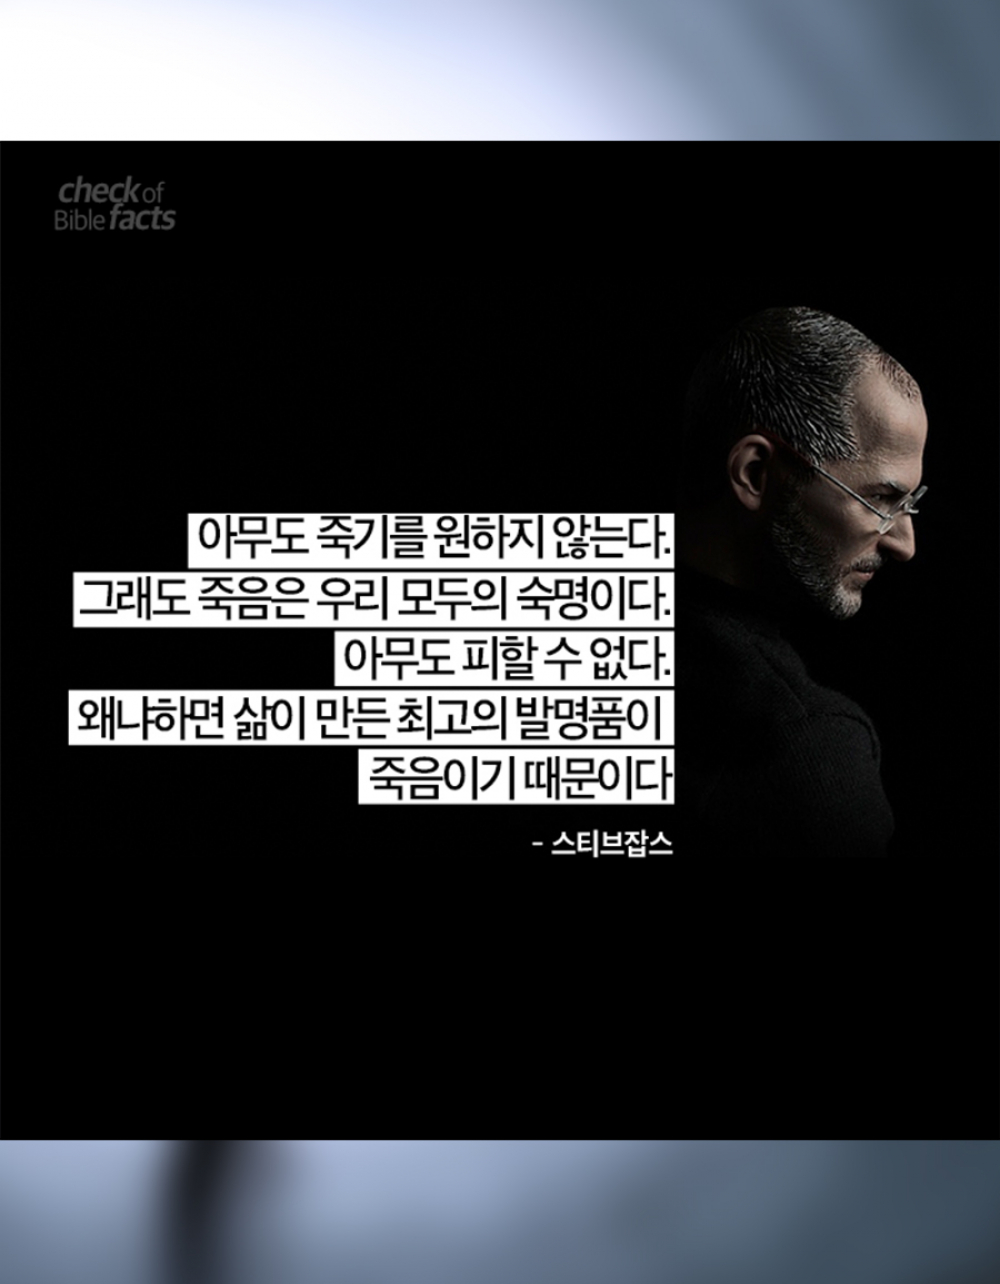 check of
Bible facts
아무도 죽기를 원하지 않는다.
그래도 죽음은 우리 모두의 숙명이다.
아무도 피할 수 없다.
왜냐하면 삶이 만든 최고의 발명품이
죽음이기 때문이다
- 스티브잡스